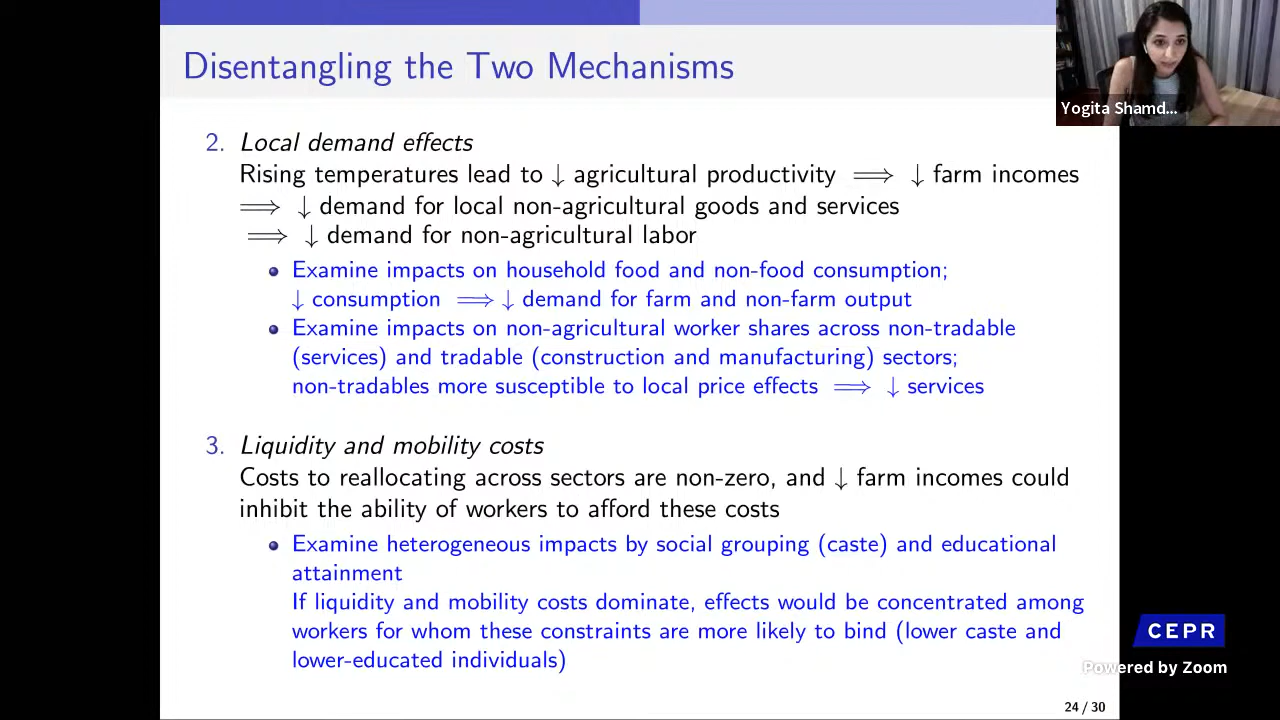 Disentangling the Two Mechanisms
Yogita Shamd...
2. Local demand effects
Rising temperatures lead to ↓ agricultural productivity ⟹ ↓ farm incomes
⟹ ↓ demand for local non-agricultural goods and services
⟹ ↓ demand for non-agricultural labor
Examine impacts on household food and non-food consumption;
↓ consumption ⟹ ↓ demand for farm and non-farm output
Examine impacts on non-agricultural worker shares across non-tradable
(services) and tradable (construction and manufacturing) sectors;
non-tradables more susceptible to local price effects ⟹ ↓ services
3. Liquidity and mobility costs
Costs to reallocating across sectors are non-zero, and ↓ farm incomes could
inhibit the ability of workers to afford these costs
Examine heterogeneous impacts by social grouping (caste) and educational
attainment
If liquidity and mobility costs dominate, effects would be concentrated among
workers for whom these constraints are more likely to bind (lower caste and
lower-educated individuals)
CEPR
Powered by Zoom
24 / 30